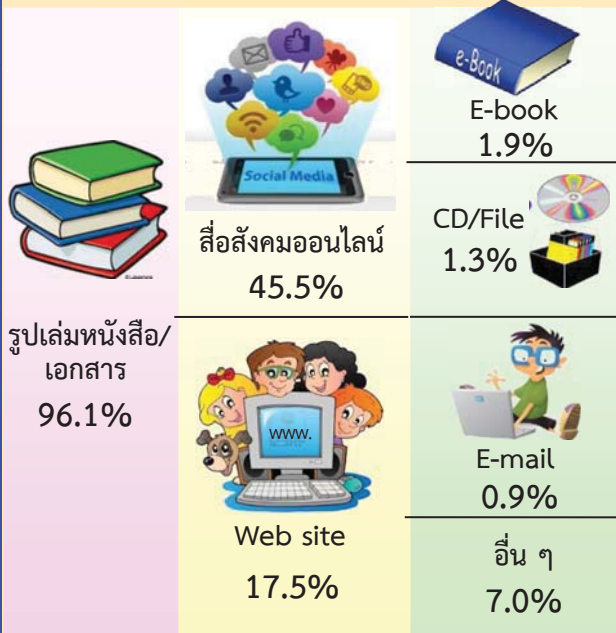 รูปเล่มหนังสือ/
เอกสาร
96.1%
Social Media
สื่อสังคมออนไลน์
45.5%
www.
Web site
17.5%
e-Book
E-book
1.9%
CD/File
1.3%
E-mail
0.9%
อื่น ๆ
7.0%